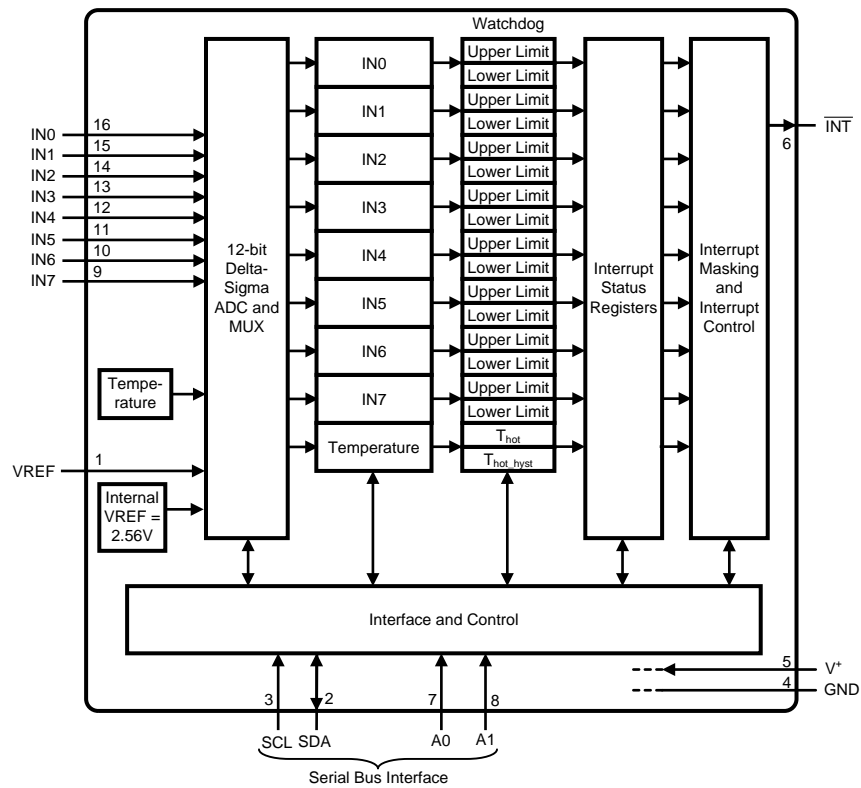 Watchdog
IN0
IN1
IN2
IN3
IN4
IN5
IN6
IN7
16
15
14
13
12
11
10
9
Tempe-
rature
VREF
1
Internal
VREF =
2.56V
12-bit
Delta-
Sigma
ADC and
MUX
IN0
IN1
IN2
IN3
IN4
IN5
IN6
IN7
Temperature
Upper Limit
Lower Limit
Upper Limit
Lower Limit
Upper Limit
Lower Limit
Upper Limit
Lower Limit
Upper Limit
Lower Limit
Upper Limit
Lower Limit
Upper Limit
Lower Limit
Upper Limit
Lower Limit
Thot
Thot_hyst
Interrupt
Status
Registers
Interrupt
Masking
and
Interrupt
Control
INT
6
Interface and Control
5
V+
4
GND
3
2
7
8
SCL
SDA
A0
A1
Serial Bus Interface